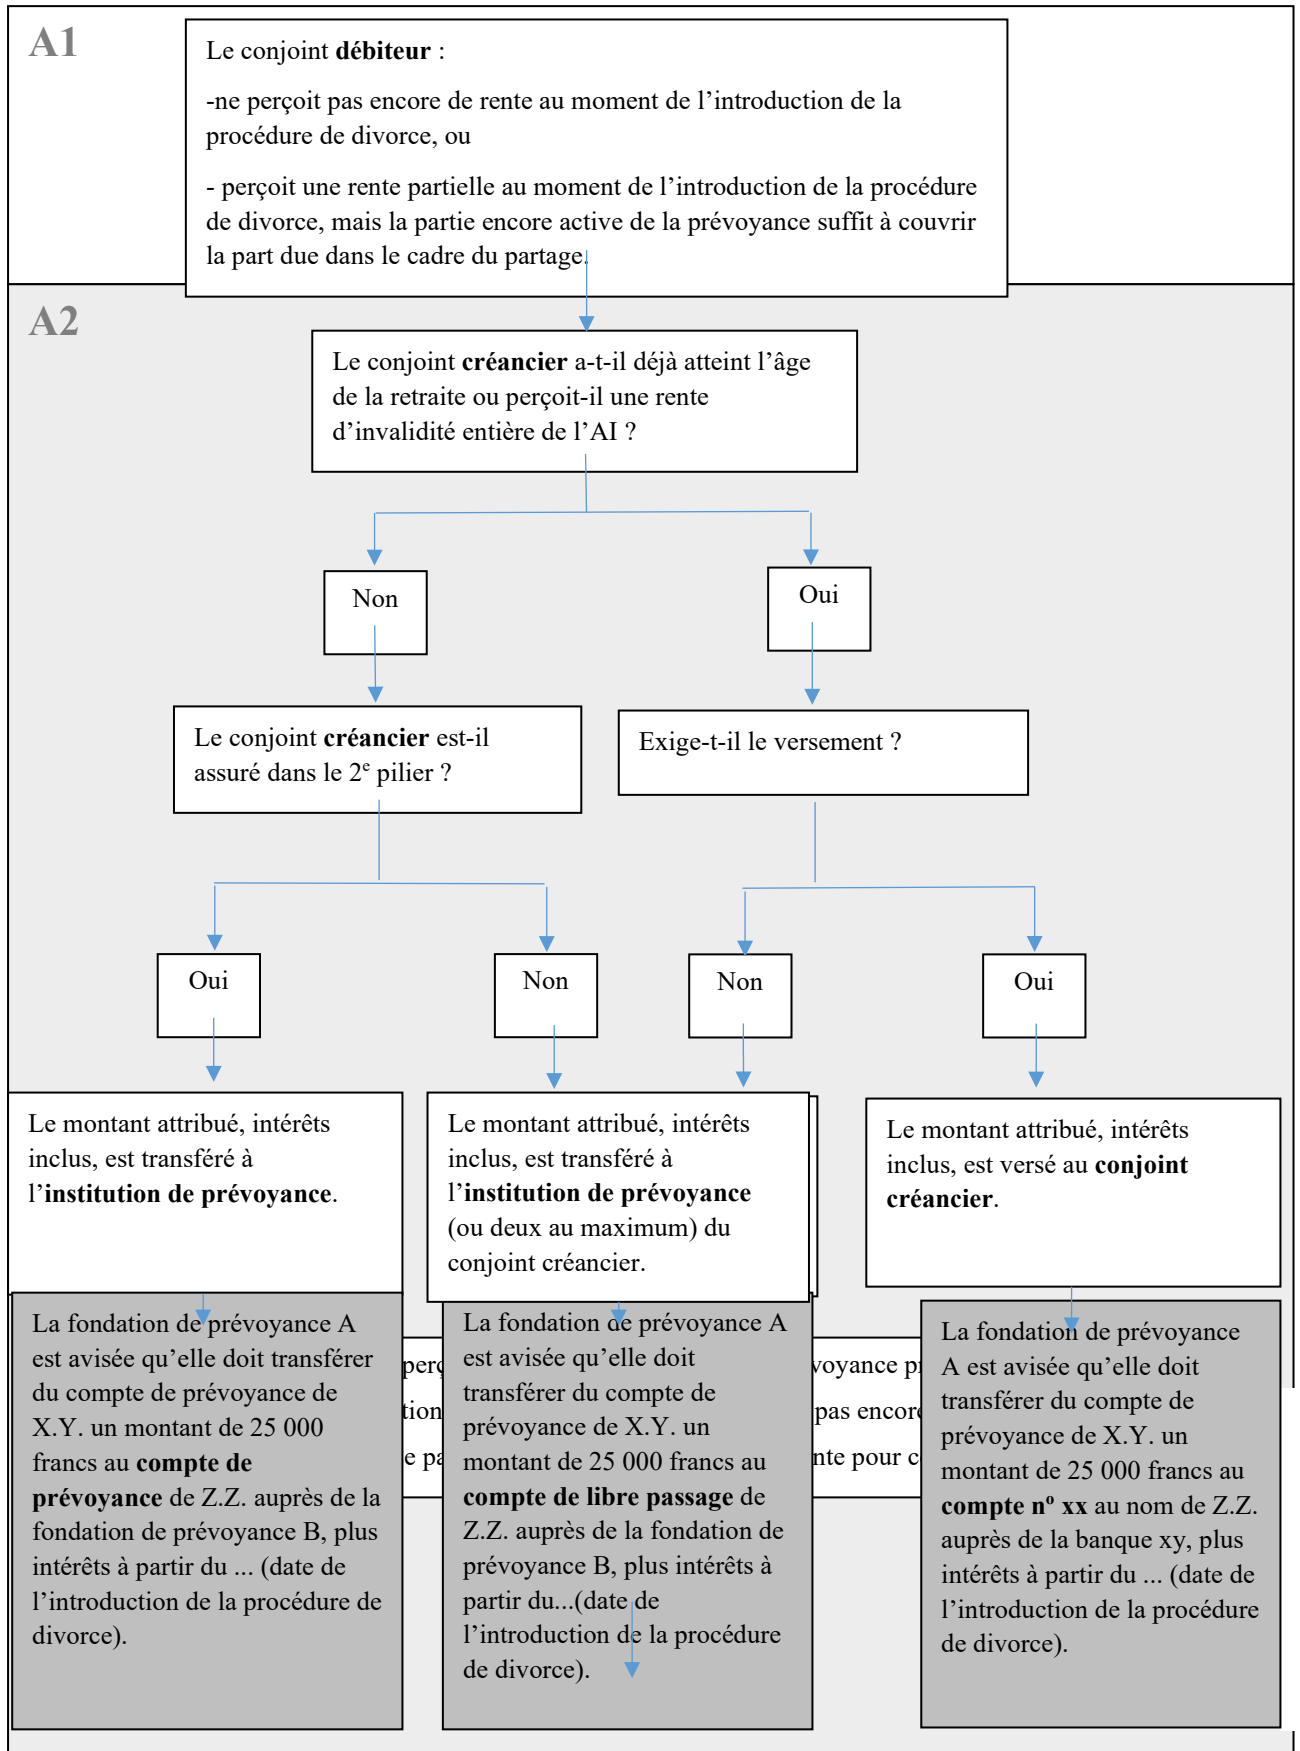 A1
Le conjoint débiteur :
-ne perçoit pas encore de rente au moment de l’introduction de la
procédure de divorce, ou
- perçoit une rente partielle au moment de l’introduction de la procédure
de divorce, mais la partie encore active de la prévoyance suffit à couvrir
la part due dans le cadre du partage.
A2
Le conjoint créancier a-t-il déjà atteint l’âge
de la retraite ou perçoit-il une rente
d’invalidité entière de l’AI ?
Non
Oui
Le conjoint créancier est-il
assuré dans le 2e pilier ?
Exige-t-il le versement ?
Oui
Non
Non
Oui
Le montant attribué, intérêts
inclus, est transféré à
l’institution de prévoyance.
Le montant attribué, intérêts
inclus, est transféré à
l’institution de prévoyance
(ou deux au maximum) du
conjoint créancier.
Le montant attribué, intérêts
inclus, est versé au conjoint
créancier.
La fondation de prévoyance A
est avisée qu’elle doit transférer
du compte de prévoyance de
X.Y. un montant de 25 000
francs au compte de
prévoyance de Z.Z. auprès de la
fondation de prévoyance B, plus
intérêts à partir du ... (date de
l’introduction de la procédure de
divorce).
La fondation de prévoyance A
est avisée qu’elle doit
transférer du compte de
prévoyance de X.Y. un
montant de 25 000 francs au
compte de libre passage de
Z.Z. auprès de la fondation de
prévoyance B, plus intérêts à
partir du...(date de
l’introduction de la procédure
de divorce).
La fondation de prévoyance
A est avisée qu’elle doit
transférer du compte de
prévoyance de X.Y. un
montant de 25 000 francs au
compte nº xx au nom de Z.Z.
auprès de la banque xy, plus
intérêts à partir du ... (date de
l’introduction de la procédure
de divorce).
pas encore